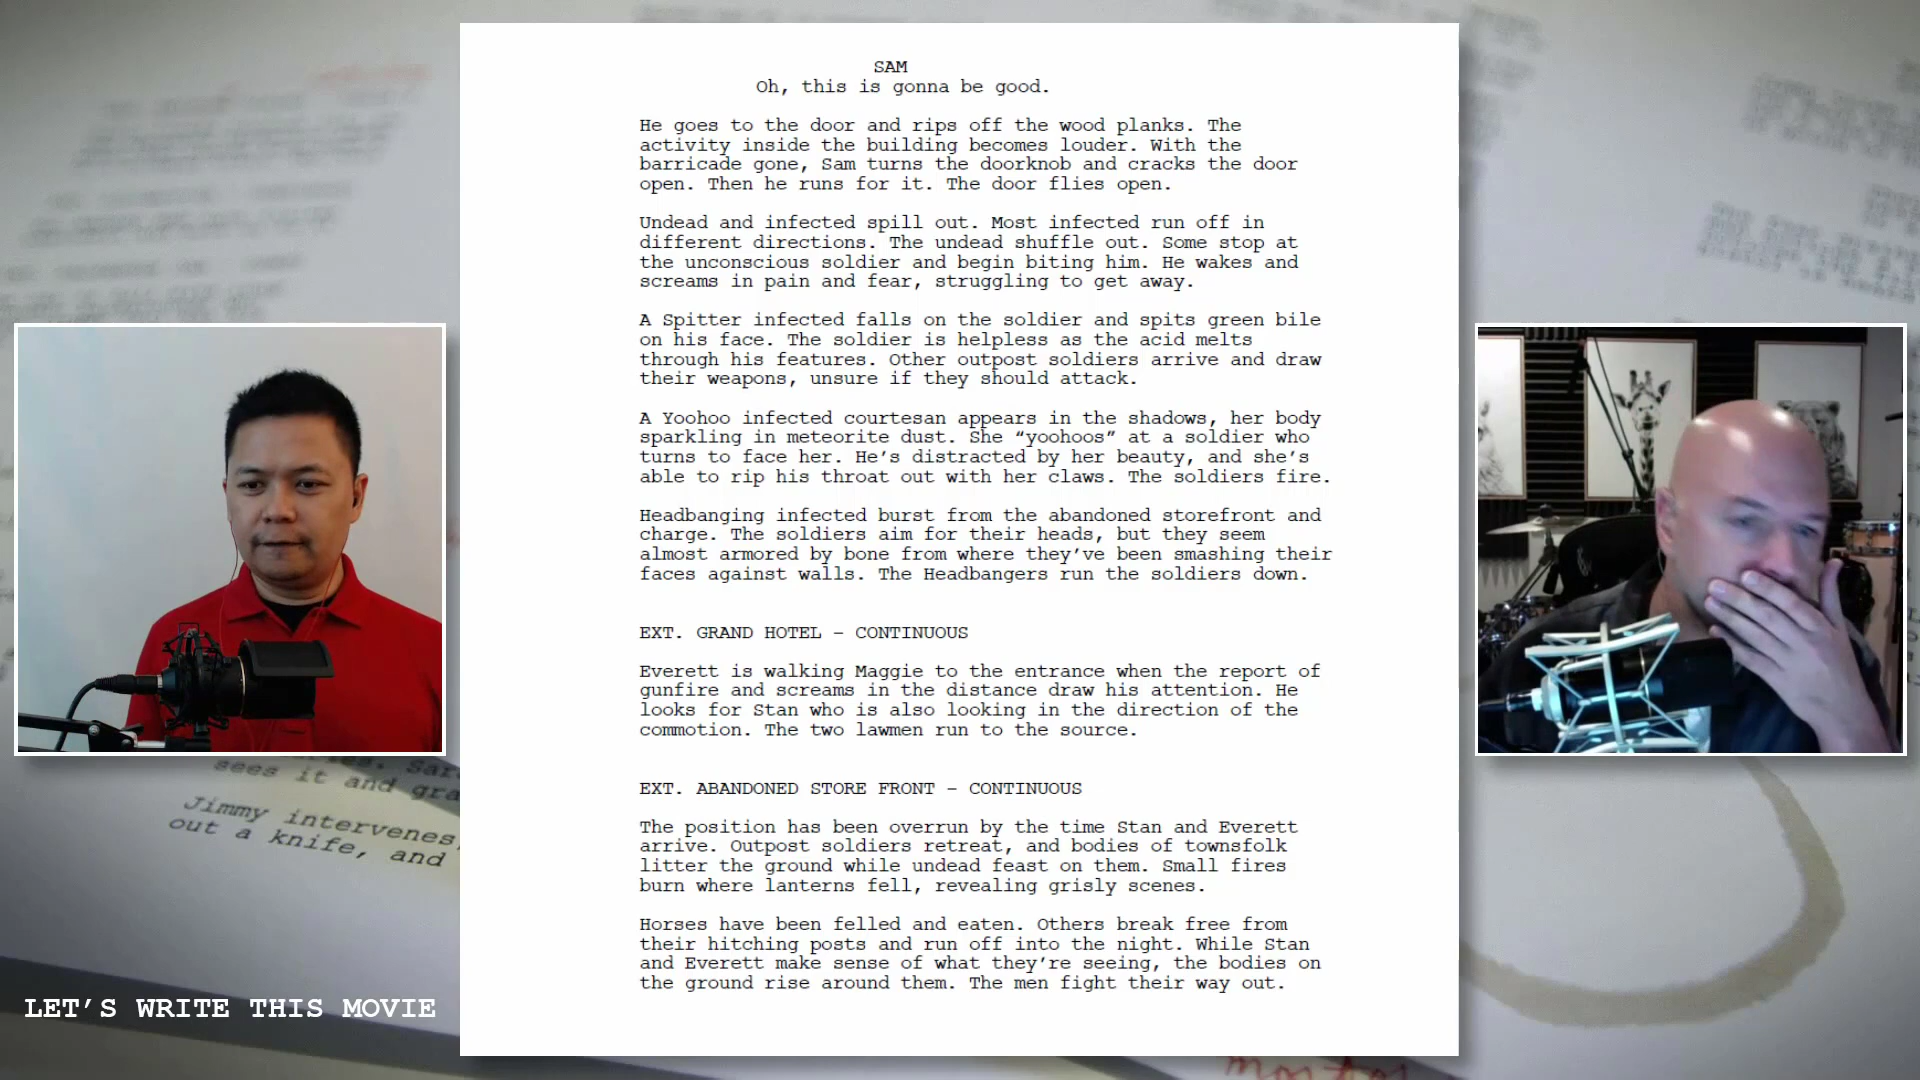 SAM
Oh, this is gonna be good.
He goes to the door and rips off the wood planks. The
activity inside the building becomes louder. With the
barricade gone, Sam turns the doorknob and cracks the door
open. Then he runs for it. The door flies open.
Undead and infected spill out. Most infected run off in
different directions. The undead shuffle out. Some stop at
the unconscious soldier and begin biting him. He wakes and
screams in pain and fear, struggling to get away.
A Spitter infected falls on the soldier and spits green bile
on his face. The soldier is helpless as the acid melts
through his features. Other outpost soldiers arrive and draw
their weapons, unsure if they should attack.
A Yoohoo infected courtesan appears in the shadows, her body
sparkling in meteorite dust. She “yoohoos” at a soldier who
turns to face her. He’s distracted by her beauty, and she’s
able to rip his throat out with her claws. The soldiers fire.
Headbanging infected burst from the abandoned storefront and
charge. The soldiers aim for their heads, but they seem
almost armored by bone from where they’ve been smashing their
faces against walls. The Headbangers run the soldiers down.
EXT. GRAND HOTEL – CONTINUOUS
Everett is walking Maggie to the entrance when the report of
gunfire and screams in the distance draw his attention. He
looks for Stan who is also looking in the direction of the
commotion. The two lawmen run to the source.
EXT. ABANDONED STORE FRONT – CONTINUOUS
The position has been overrun by the time Stan and Everett
arrive. Outpost soldiers retreat, and bodies of townsfolk
litter the ground while undead feast on them. Small fires
burn where lanterns fell, revealing grisly scenes.
Horses have been felled and eaten. Others break free from
their hitching posts and run off into the night. While Stan
and Everett make sense of what they’re seeing, the bodies on
the ground rise around them. The men fight their way out.
sees it and gra
Jimmy intervenes
out a knife, and
LET’S WRITE THIS MOVIE